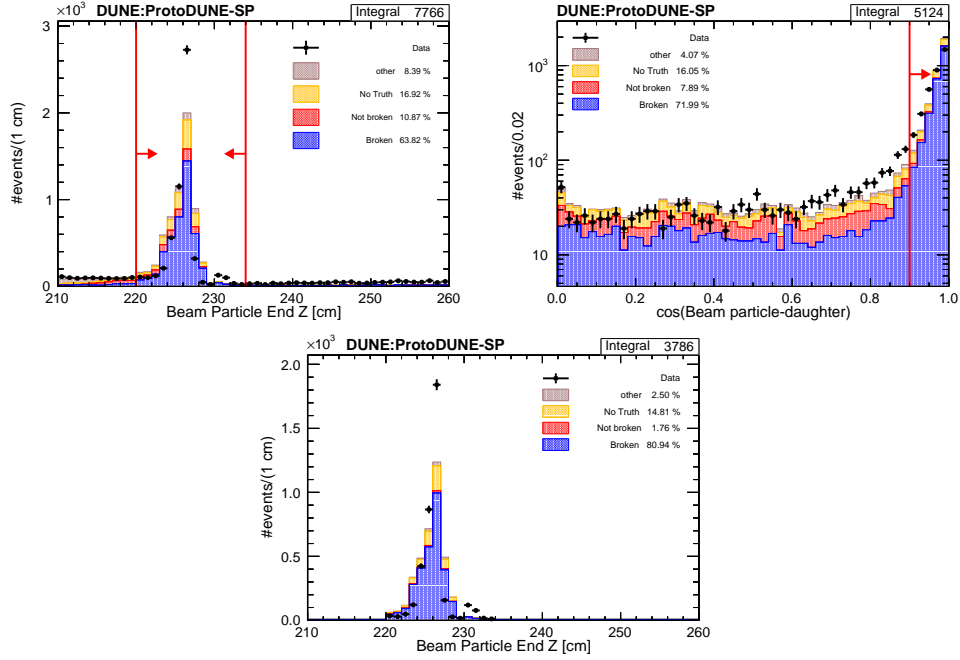 DUNE:ProtoDUNE-SP
Integral 7766
×10³
3
2
1
0
#events/(1 cm)
Data
other 8.39 %
No Truth 16.92 %
Not broken 10.87 %
Broken 63.82 %
210 220 230 240 250 260
Beam Particle End Z [cm]
DUNE:ProtoDUNE-SP
Integral 5124
10³
10²
10
#events/0.02
Data
other 4.07 %
No Truth 16.05 %
Not broken 7.89 %
Broken 71.99 %
0.0 0.2 0.4 0.6 0.8 1.0
cos(Beam particle-daughter)
DUNE:ProtoDUNE-SP
Integral 3786
×10³
2.0
1.5
1.0
0.5
0.0
#events/(1 cm)
Data
other 2.50 %
No Truth 14.81 %
Not broken 1.76 %
Broken 80.94 %
210 220 230 240 250 260
Beam Particle End Z [cm]